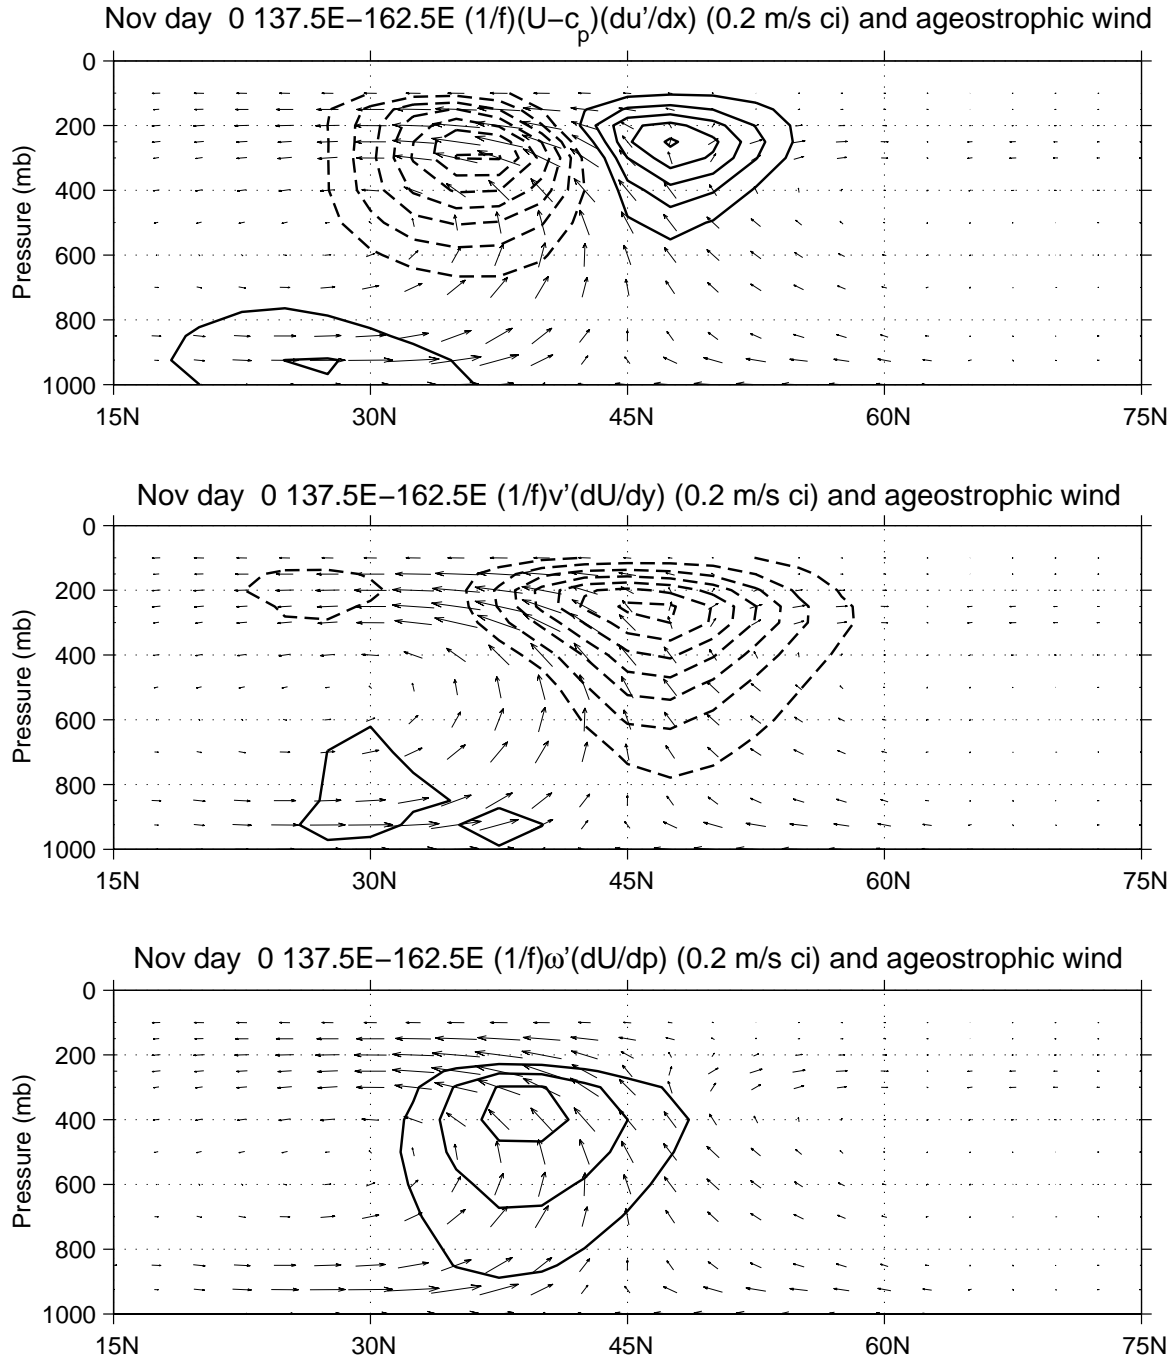 Nov day  0 137.5E−162.5E (1/f)(U−cp)(du'/dx) (0.2 m/s ci) and ageostrophic wind
0
200
400
600
800
1000
Pressure (mb)
15N 30N 45N 60N 75N
Nov day  0 137.5E−162.5E (1/f)v'(dU/dy) (0.2 m/s ci) and ageostrophic wind
0
200
400
600
800
1000
Pressure (mb)
15N 30N 45N 60N 75N
Nov day  0 137.5E−162.5E (1/f)ω'(dU/dp) (0.2 m/s ci) and ageostrophic wind
0
200
400
600
800
1000
Pressure (mb)
15N 30N 45N 60N 75N